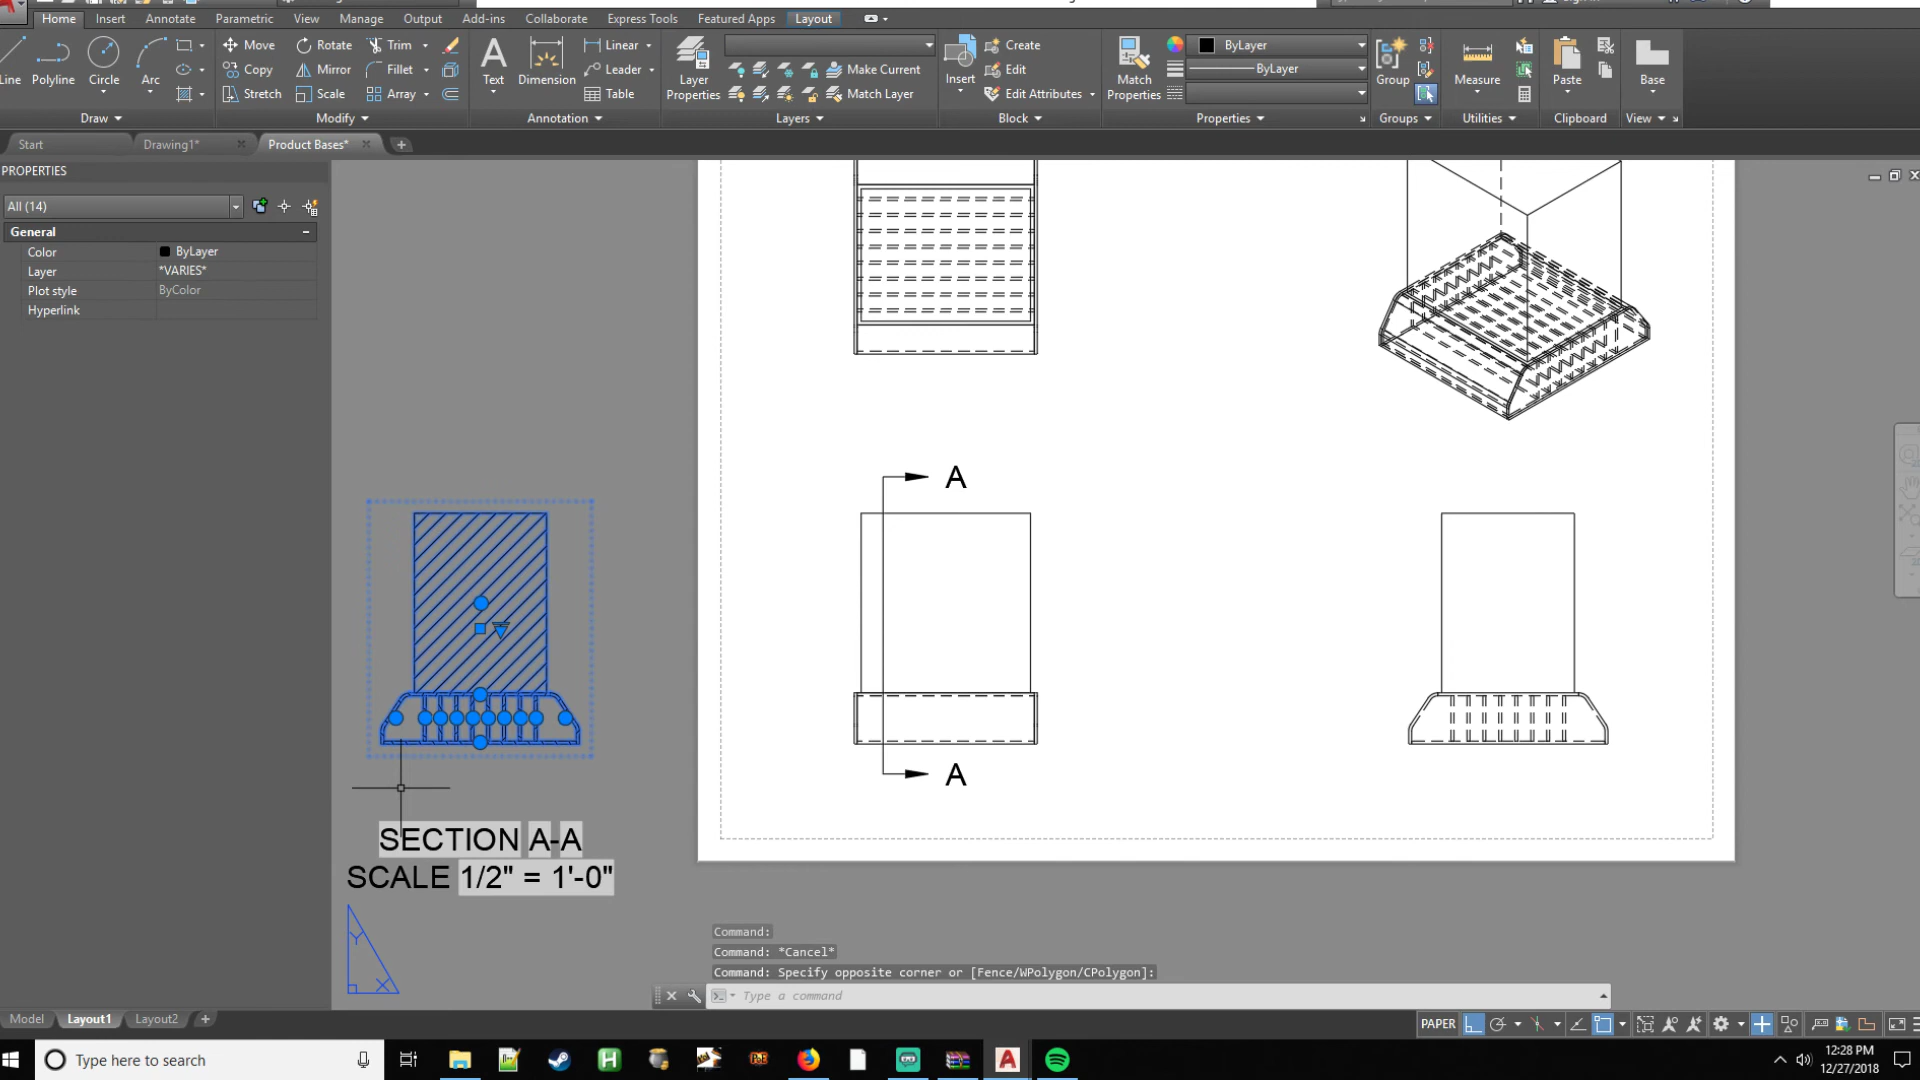 Home Insert Annotate Parametric View Manage Output Add-ins Collaborate Express Tools Featured Apps Layout
Line Polyline Circle Arc
Move Rotate Trim
Copy Mirror Fillet
Stretch Scale Array
Text Dimension
Linear
Leader
Table
Layer Properties
Make Current
Match Layer
Insert
Create
Edit
Edit Attributes
Match Properties
ByLayer
ByLayer
Group Measure Paste Base
Draw Modify Annotation Layers Block Properties Groups Utilities Clipboard View
Start Drawing1* Product Bases*
PROPERTIES
All (14)
General
Color ByLayer
Layer *VARIES*
Plot style ByColor
Hyperlink
A
A
SECTION A-A
SCALE 1/2" = 1'-0"
Y
X
Command:
Command: *Cancel*
Command: Specify opposite corner or [Fence/WPolygon/CPolygon]:
Type a command
Model Layout1 Layout2
PAPER
Type here to search
12:28 PM
12/27/2018